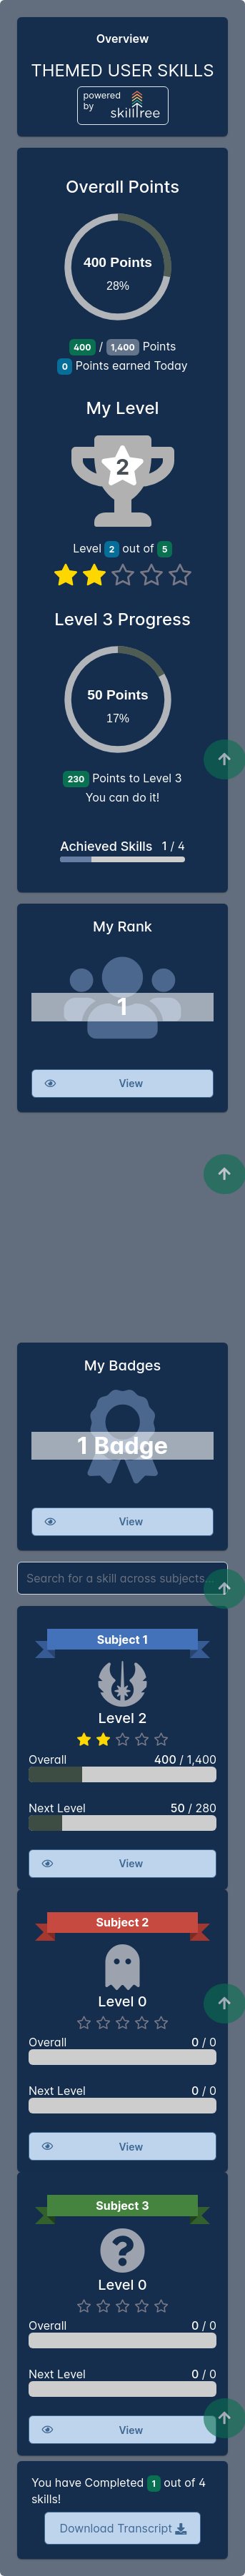 Overview
THEMED USER SKILLS
powered
by
skilltree
Overall Points
400 Points
28%
400 / 1,400 Points
0 Points earned Today
My Level
2
Level 2 out of 5
Level 3 Progress
50 Points
17%
230 Points to Level 3
You can do it!
Achieved Skills 1 / 4
My Rank
1
View
My Badges
1 Badge
View
Search for a skill across subjects...
Subject 1
Level 2
Overall 400 / 1,400
Next Level 50 / 280
View
Subject 2
Level 0
Overall 0 / 0
Next Level 0 / 0
View
Subject 3
?
Level 0
Overall 0 / 0
Next Level 0 / 0
View
You have Completed 1 out of 4
skills!
Download Transcript